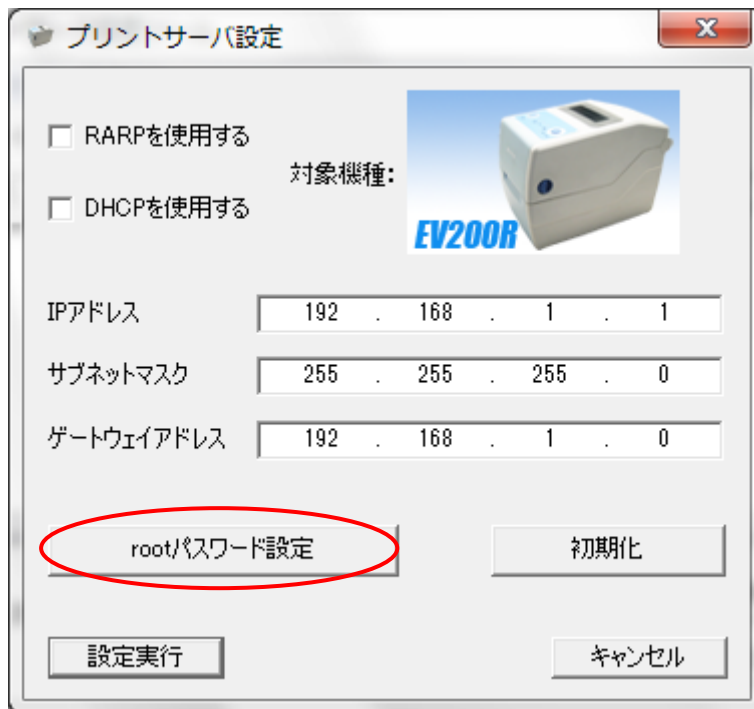 プリントサーバ設定
RARPを使用する
対象機種:
DHCPを使用する
EV200R
IPアドレス 192 . 168 . 1 . 1
サブネットマスク 255 . 255 . 255 . 0
ゲートウェイアドレス 192 . 168 . 1 . 0
rootパスワード設定 初期化
設定実行 キャンセル